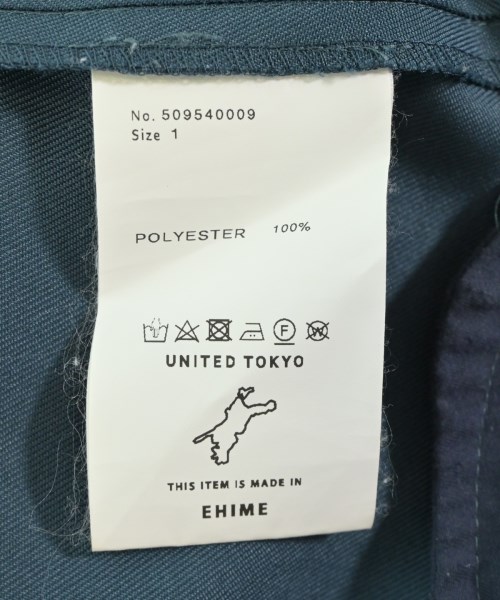 No. 509540009
Size 1
POLYESTER 100%
F W
UNITED TOKYO
THIS ITEM IS MADE IN
EHIME